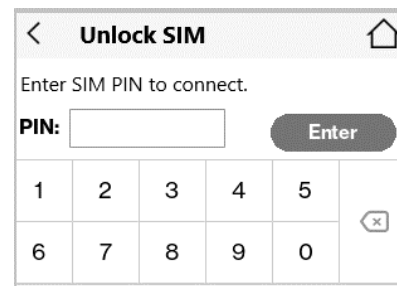 Unlock SIM
Enter SIM PIN to connect.
PIN: Enter
1 2 3 4 5
6 7 8 9 0